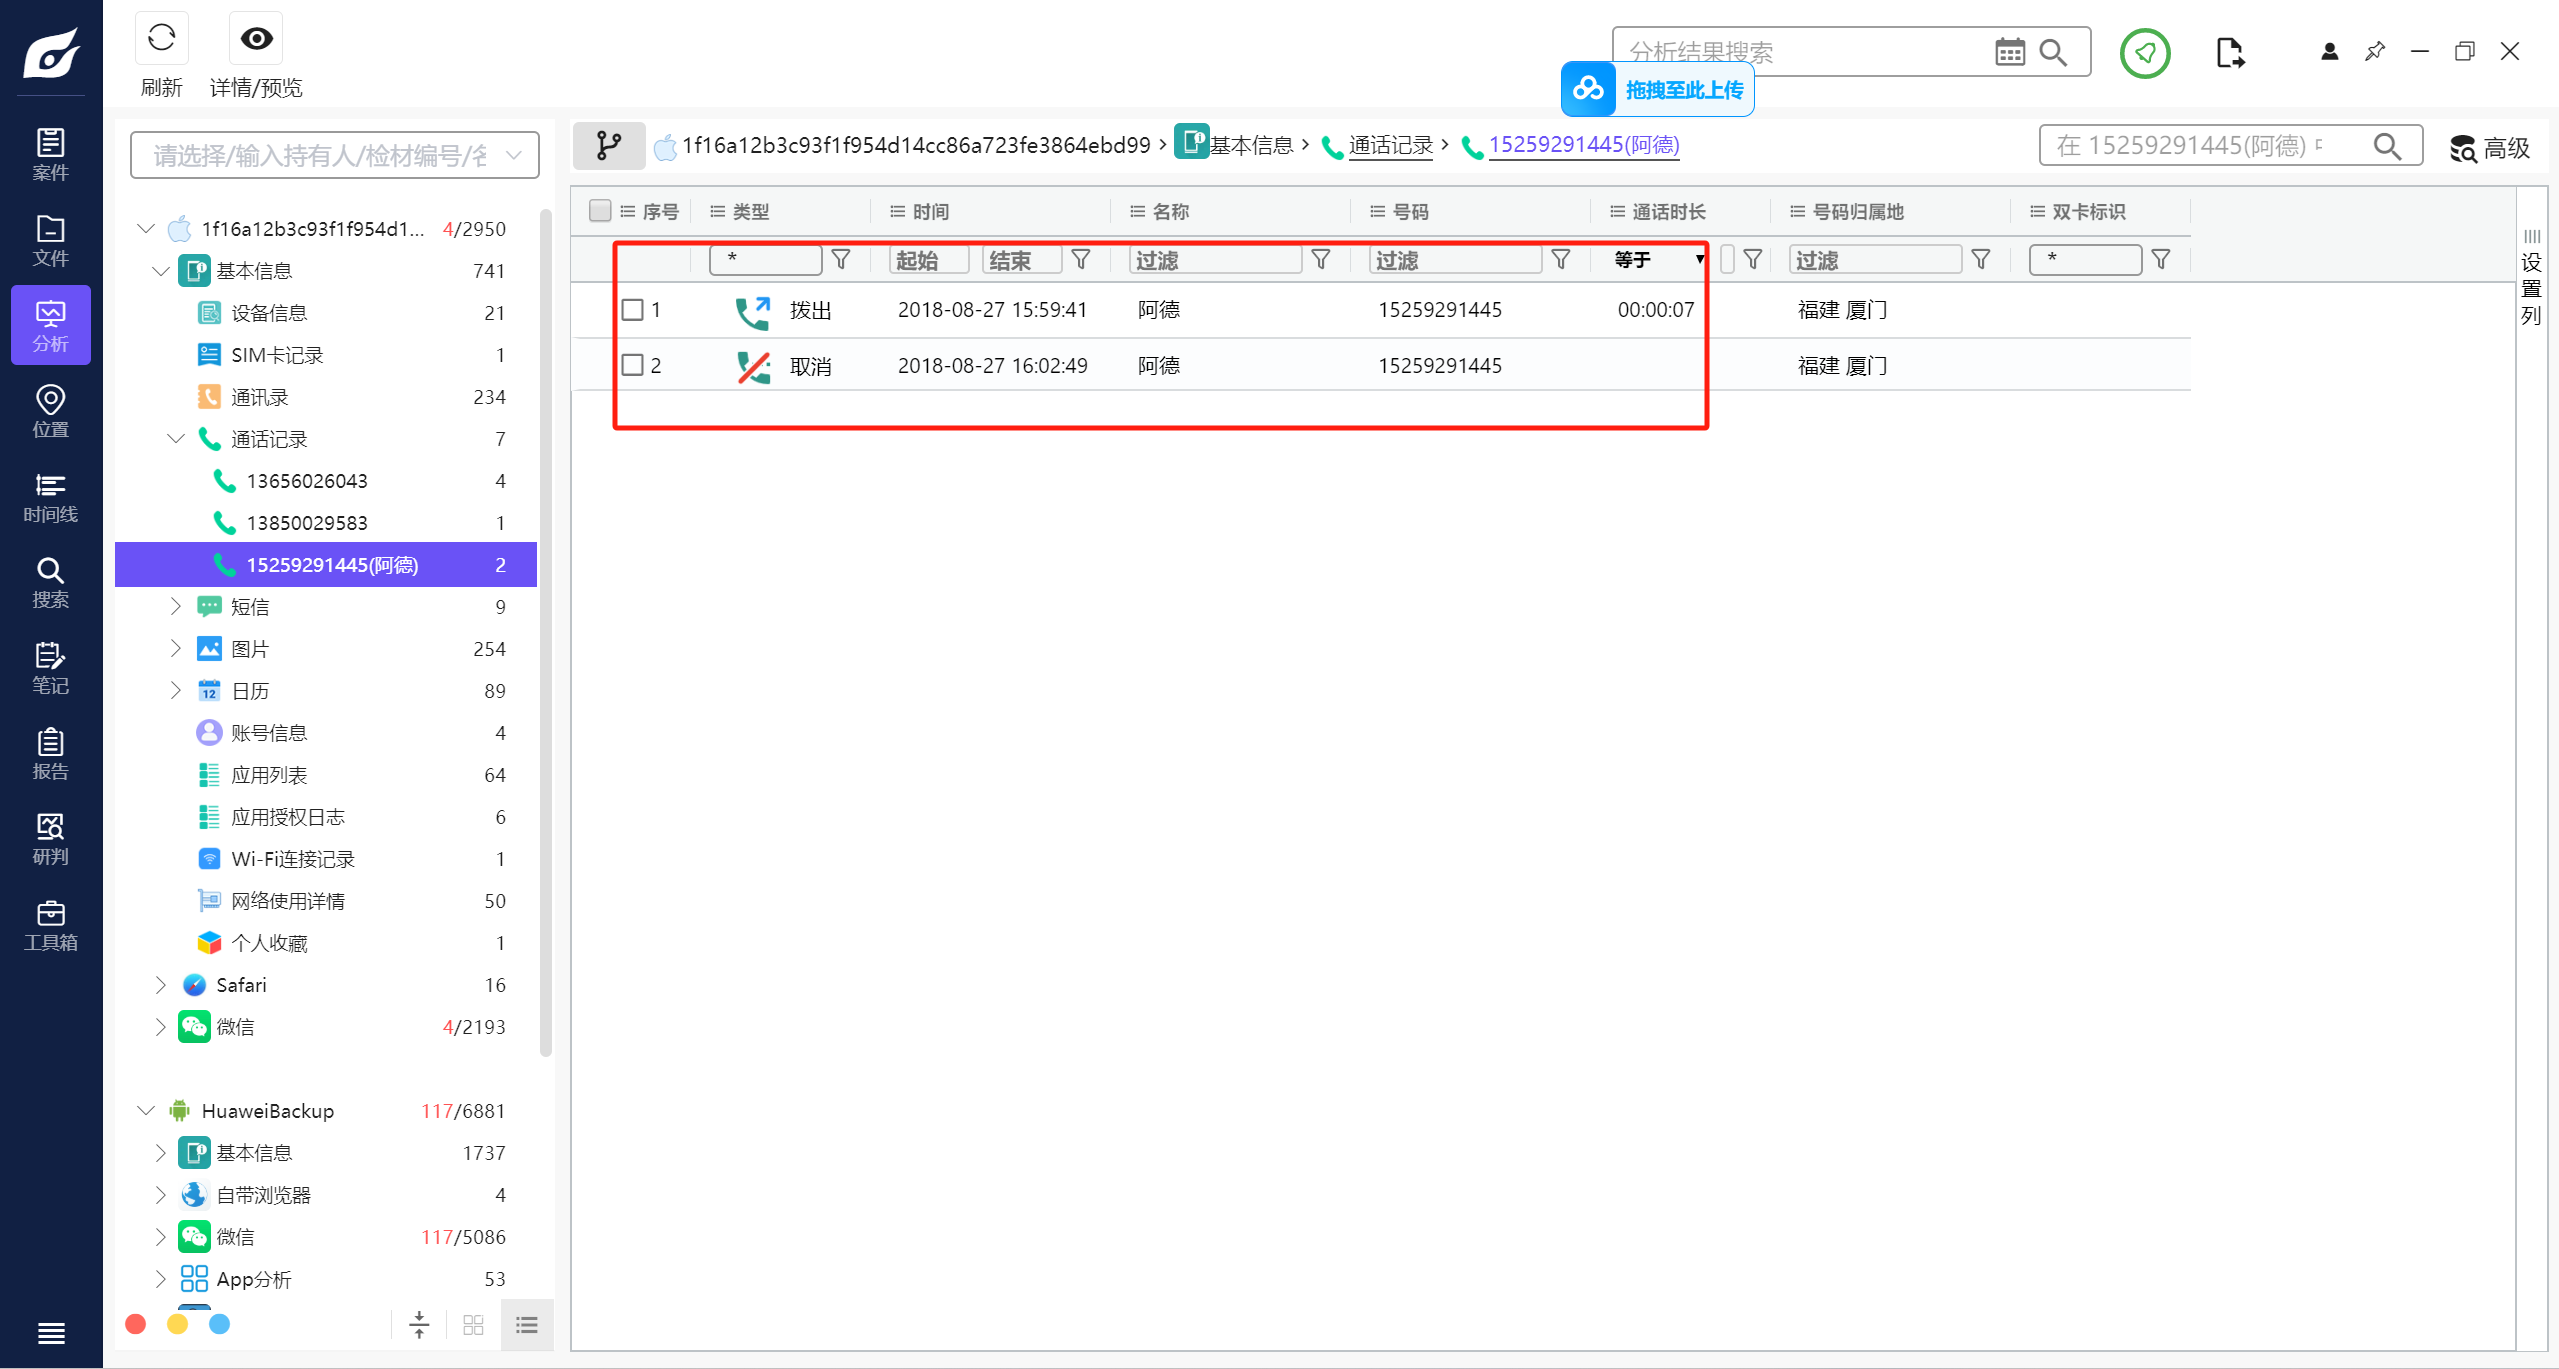 刷新
详情/预览
分析结果搜索
拖拽至此上传
案件
文件
分析
位置
时间线
搜索
笔记
报告
研判
工具箱
请选择/输入持有人/检材编号/名
1f16a12b3c93f1f954d1... 4/2950
基本信息 741
设备信息 21
SIM卡记录 1
通讯录 234
通话记录 7
13656026043 4
13850029583 1
15259291445(阿德) 2
短信 9
图片 254
日历 89
账号信息 4
应用列表 64
应用授权日志 6
Wi-Fi连接记录 1
网络使用详情 50
个人收藏 1
Safari 16
微信 4/2193
HuaweiBackup 117/6881
基本信息 1737
自带浏览器 4
微信 117/5086
App分析 53
1f16a12b3c93f1f954d14cc86a723fe3864ebd99 › 基本信息 › 通话记录 › 15259291445(阿德)
在 15259291445(阿德)
高级
序号 类型 时间 名称 号码 通话时长 号码归属地 双卡标识
* 起始 结束 过滤 过滤 等于 过滤 *
1 拨出 2018-08-27 15:59:41 阿德 15259291445 00:00:07 福建 厦门
2 取消 2018-08-27 16:02:49 阿德 15259291445 福建 厦门
设置列